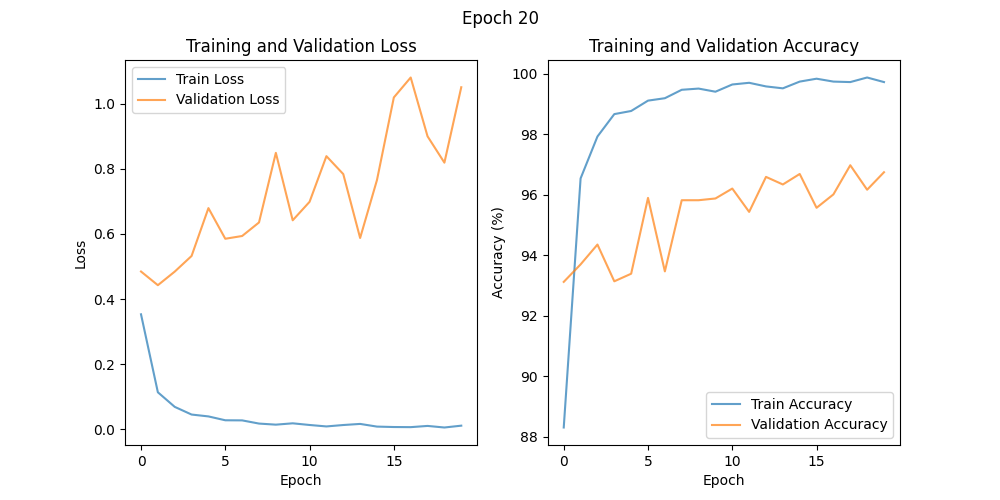 Epoch 20
Training and Validation Loss
Train Loss
Validation Loss
1.0
0.8
0.6
0.4
0.2
0.0
Loss
0
5
10
15
Epoch
Training and Validation Accuracy
100
98
96
94
92
90
88
Accuracy (%)
Train Accuracy
Validation Accuracy
0
5
10
15
Epoch